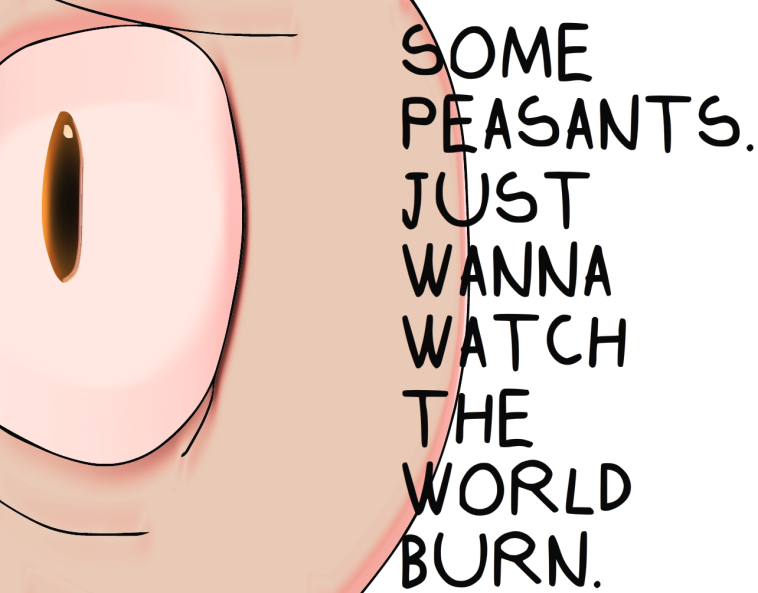 SOME
PEASANTS.
JUST
WANNA
WATCH
THE
WORLD
BURN.